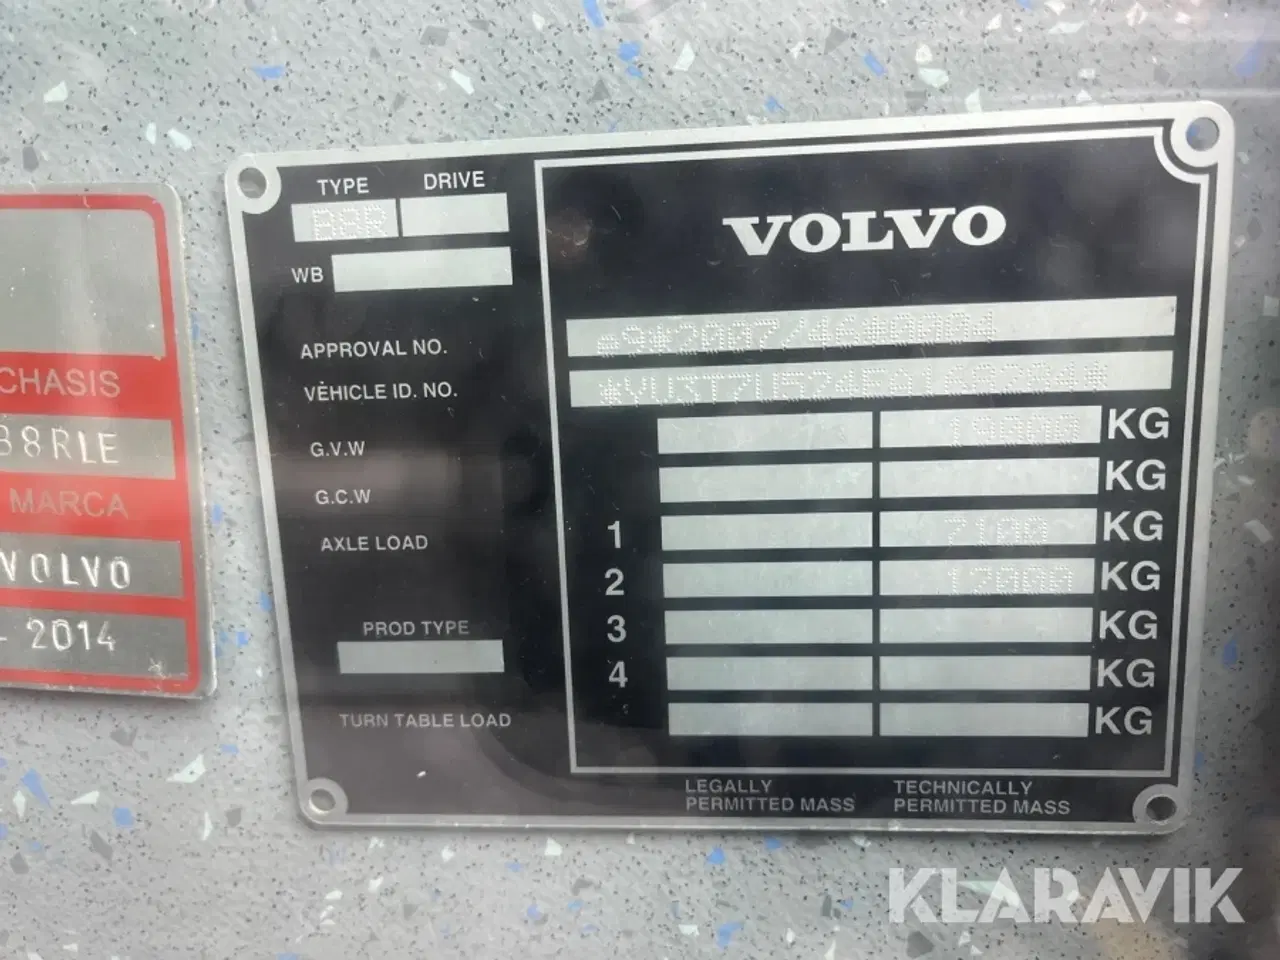 CHASIS
B8RLE
MARCA
VOLVO
- 2014
TYPE DRIVE
B8R
WB
VOLVO
APPROVAL NO. e9*2007/46*0004
VEHICLE ID. NO. *YV3T7U524EA168284*
G.V.W 19000 KG
G.C.W KG
AXLE LOAD 1 7100 KG
2 12000 KG
3 KG
PROD TYPE
4 KG
TURN TABLE LOAD KG
LEGALLY PERMITTED MASS
TECHNICALLY PERMITTED MASS
KLARAVIK